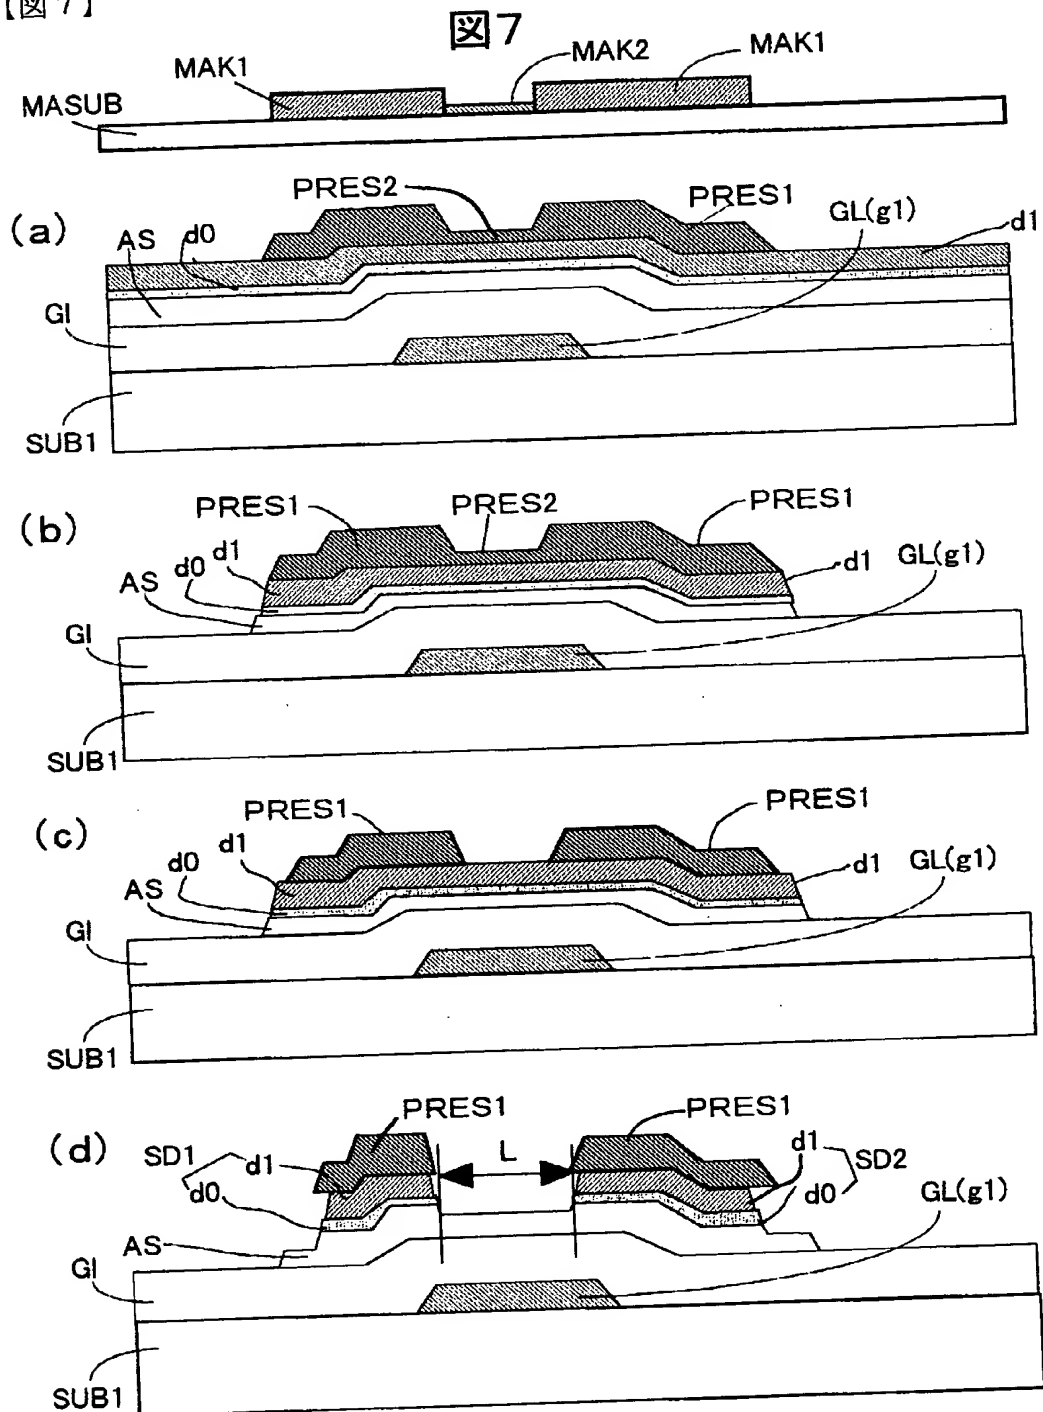 【図7】
図7
MAK1
MAK2
MAK1
MASUB
(a)
PRES2
PRES1
GL(g1)
d1
AS
d0
GI
SUB1
(b)
PRES1
PRES2
PRES1
d1
d0
AS
d1
GL(g1)
GI
SUB1
(c)
PRES1
PRES1
d1
d0
AS
d1
GL(g1)
GI
SUB1
(d)
PRES1
L
PRES1
SD1
d1
d0
d1
SD2
d0
GL(g1)
AS
GI
SUB1